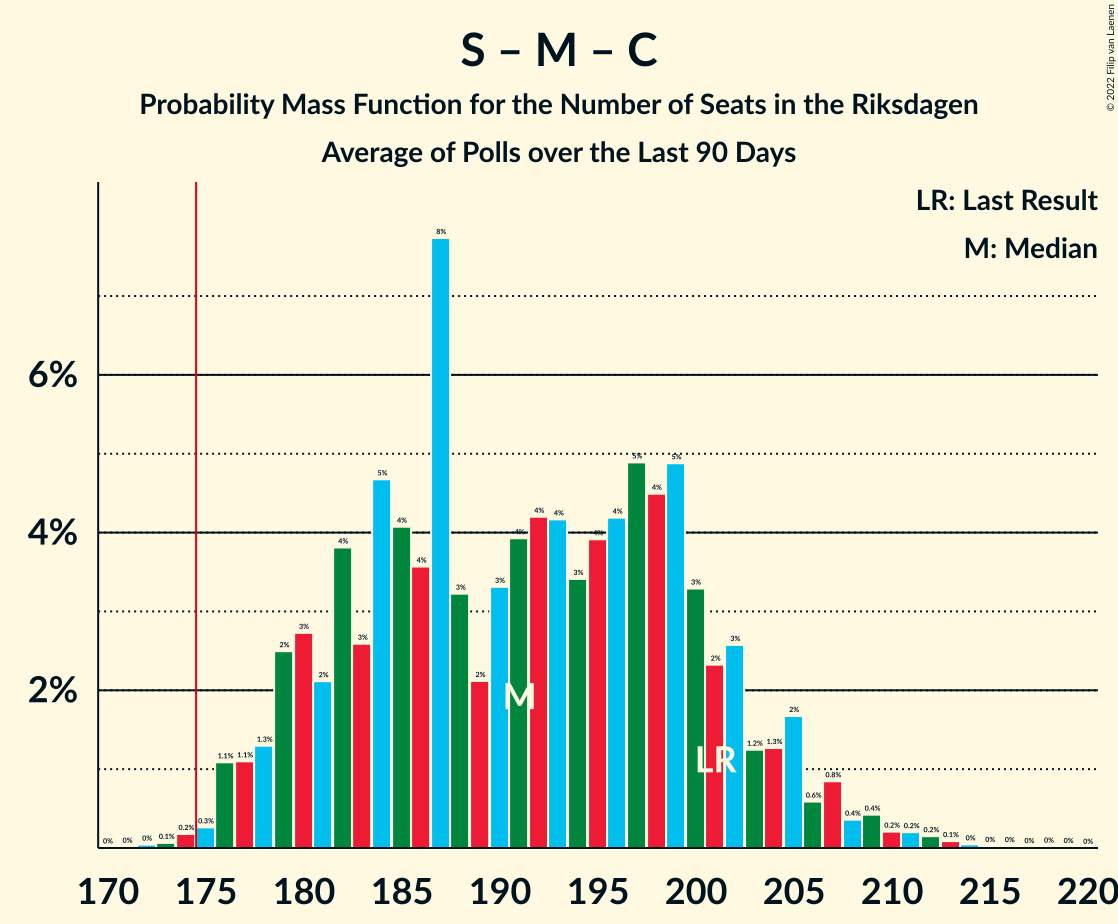 S – M – C
Probability Mass Function for the Number of Seats in the Riksdagen
Average of Polls over the Last 90 Days
© 2022 Filip van Laenen
LR: Last Result
M: Median
6%
4%
2%
0% 0% 0% 0.1% 0.2% 0.3% 1.1% 1.1% 1.3% 2% 3% 2% 4% 3% 5% 4% 4% 8% 3% 2% 3% 4% 4% 4% 3% 4% 4% 5% 4% 5% 3% 2% 3% 1.2% 1.3% 2% 0.6% 0.8% 0.4% 0.4% 0.2% 0.2% 0.2% 0.1% 0% 0% 0% 0% 0% 0% 0%
M
LR
170 175 180 185 190 195 200 205 210 215 220